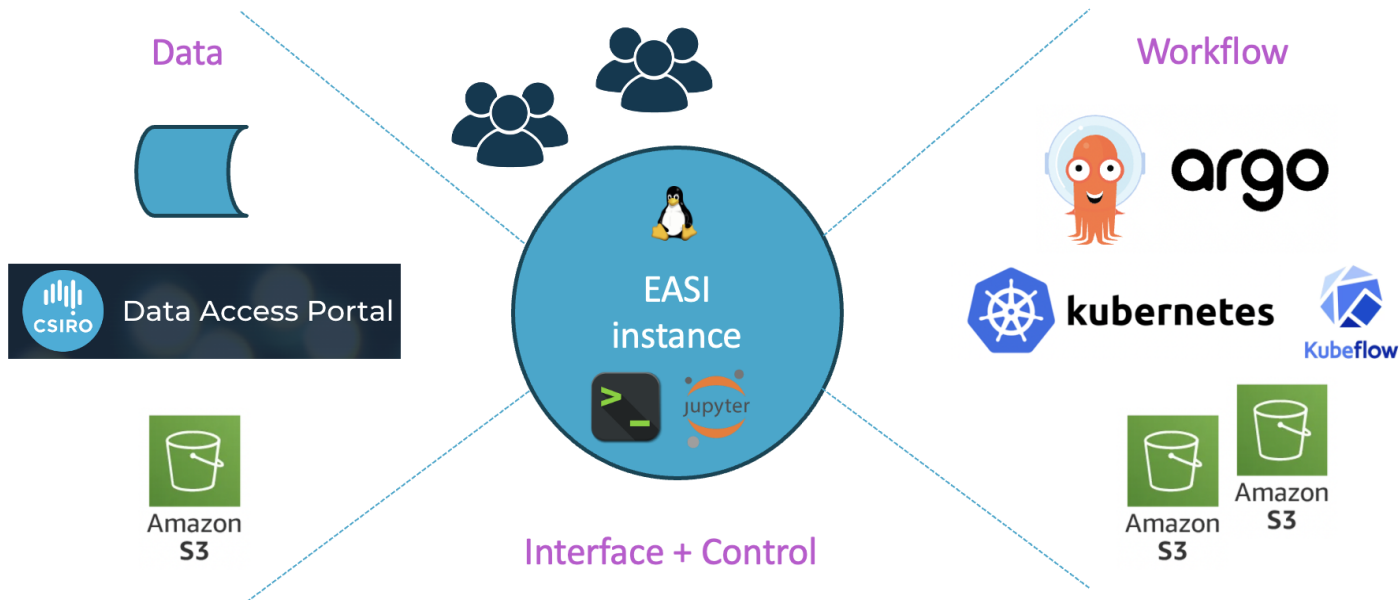 Data
Workflow
argo
EASI
instance
CSIRO
Data Access Portal
kubernetes
Kubeflow
>_
jupyter
Amazon
S3
Amazon
S3
Amazon
S3
Interface + Control